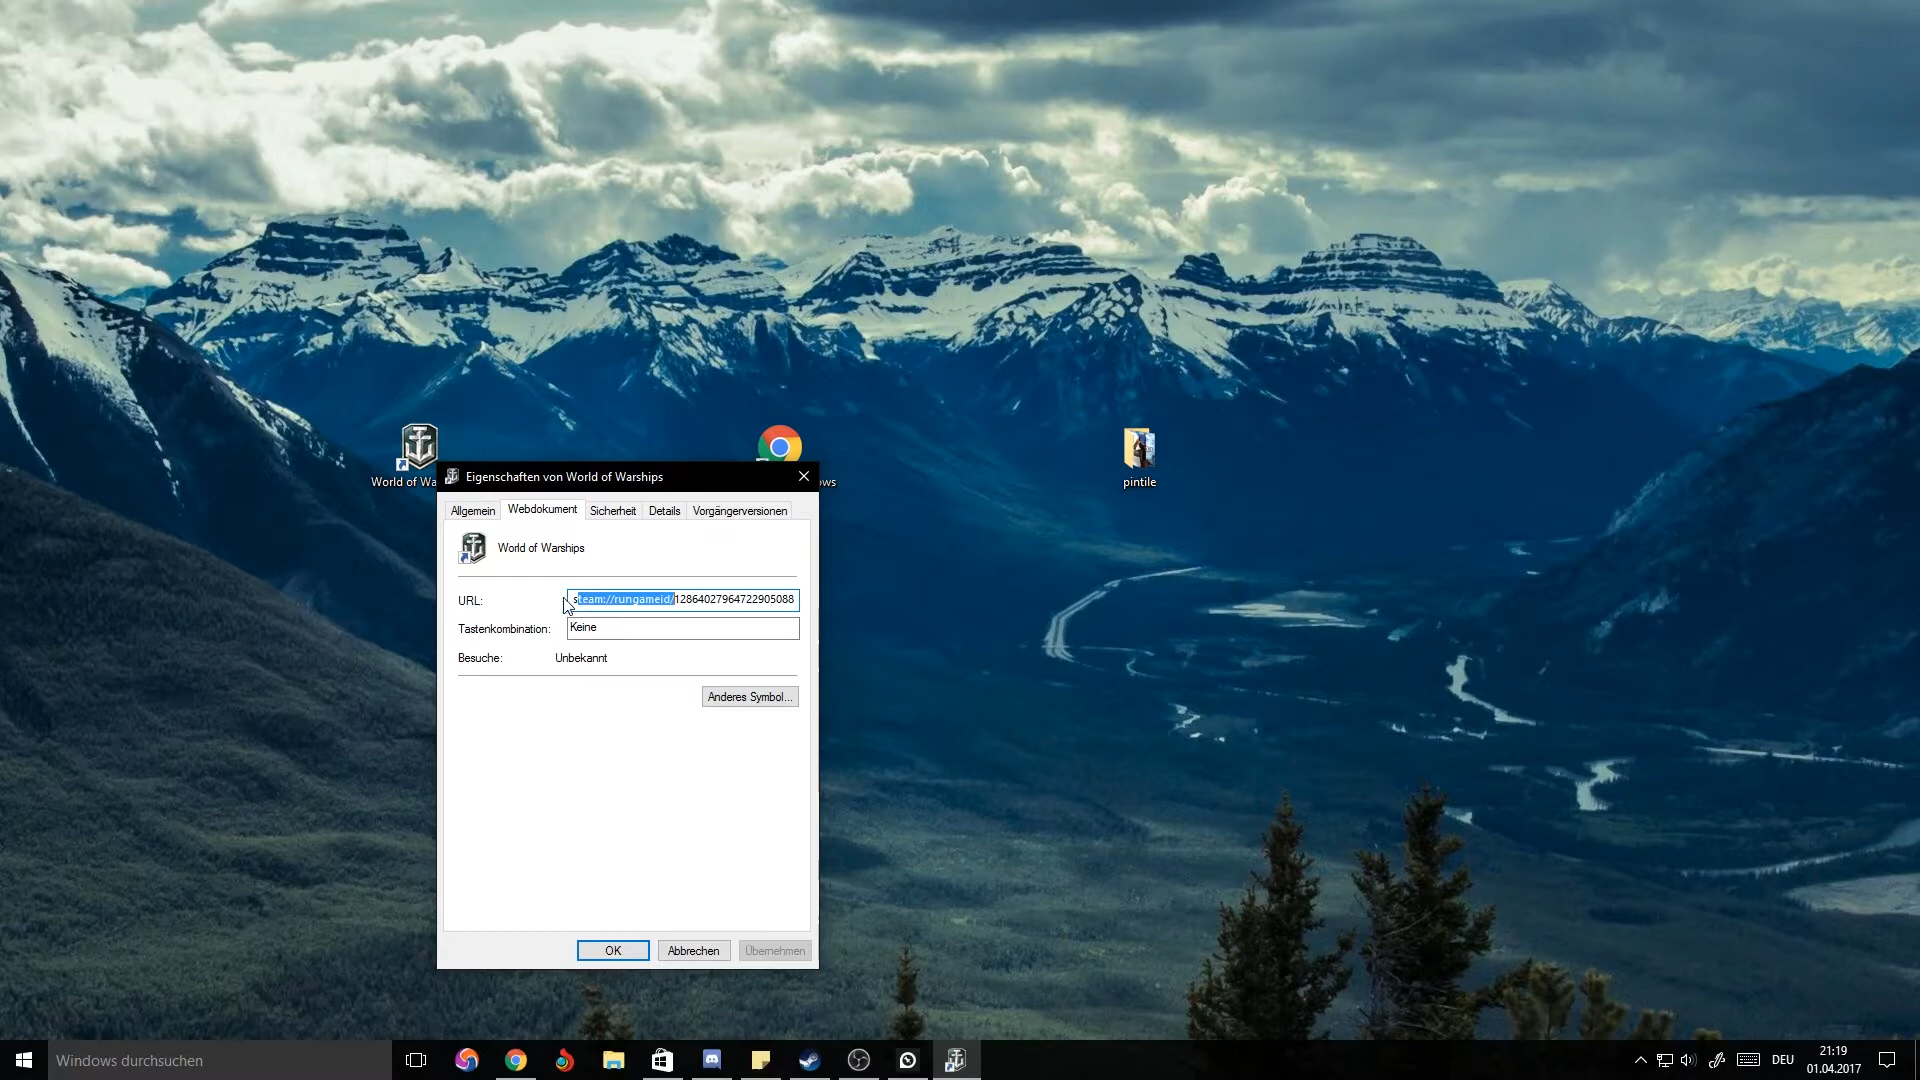 World of Wa
ows
pintile
Eigenschaften von World of Warships
Allgemein
Webdokument
Sicherheit
Details
Vorgängerversionen
World of Warships
URL:
steam://rungameid/12864027964722905088
Tastenkombination:
Keine
Besuche:
Unbekannt
Anderes Symbol...
OK
Abbrechen
Übernehmen
Windows durchsuchen
DEU
21:19
01.04.2017